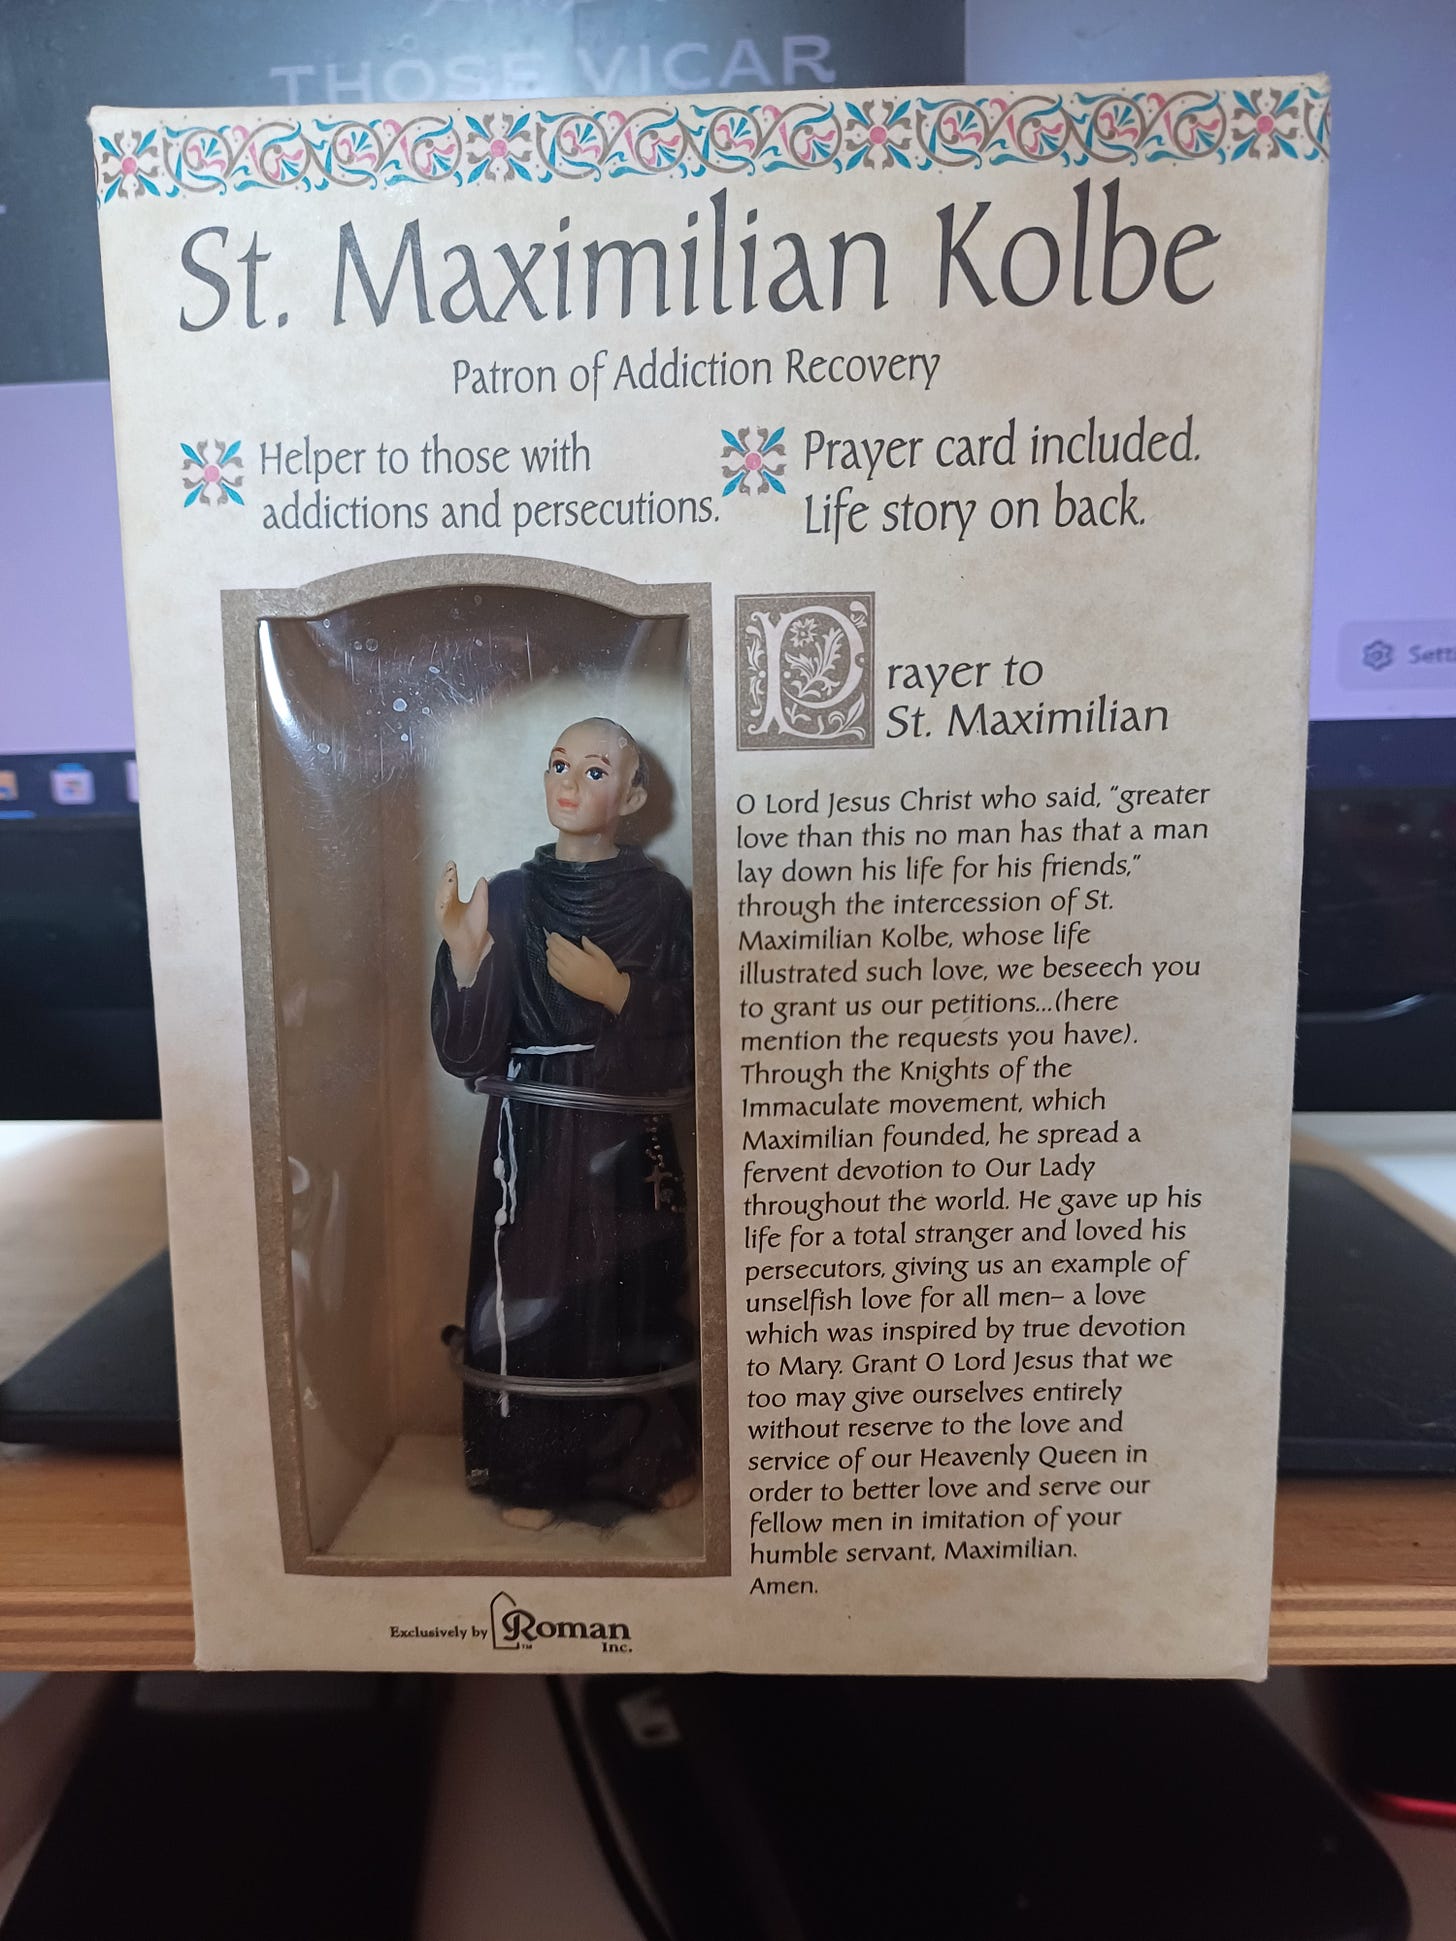 THOSE VICAR
St. Maximilian Kolbe
Patron of Addiction Recovery
Helper to those with
addictions and persecutions.
Prayer card included.
Life story on back.
Prayer to
St. Maximilian
O Lord Jesus Christ who said, “greater
love than this no man has that a man
lay down his life for his friends,”
through the intercession of St.
Maximilian Kolbe, whose life
illustrated such love, we beseech you
to grant us our petitions...(here
mention the requests you have).
Through the Knights of the
Immaculate movement, which
Maximilian founded, he spread a
fervent devotion to Our Lady
throughout the world. He gave up his
life for a total stranger and loved his
persecutors, giving us an example of
unselfish love for all men– a love
which was inspired by true devotion
to Mary. Grant O Lord Jesus that we
too may give ourselves entirely
without reserve to the love and
service of our Heavenly Queen in
order to better love and serve our
fellow men in imitation of your
humble servant, Maximilian.
Amen.
Exclusively by Roman
TM
Inc.